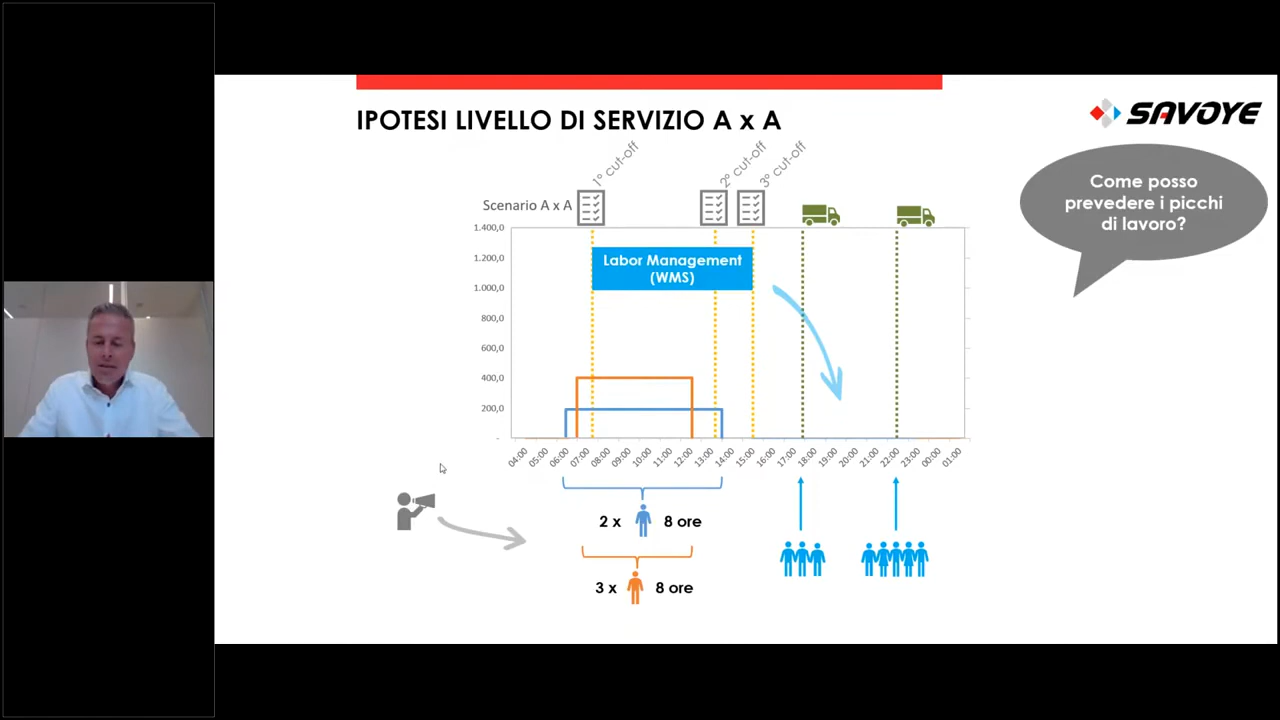 IPOTESI LIVELLO DI SERVIZIO A x A
SAVOYE
Come posso
prevedere i picchi
di lavoro?
1° cut-off
2° cut-off
3° cut-off
Scenario A x A
1.400,0
1.200,0
1.000,0
800,0
600,0
400,0
200,0
-
Labor Management
(WMS)
04:00
05:00
06:00
07:00
08:00
09:00
10:00
11:00
12:00
13:00
14:00
15:00
16:00
17:00
18:00
19:00
20:00
21:00
22:00
23:00
00:00
01:00
2 x 8 ore
3 x 8 ore